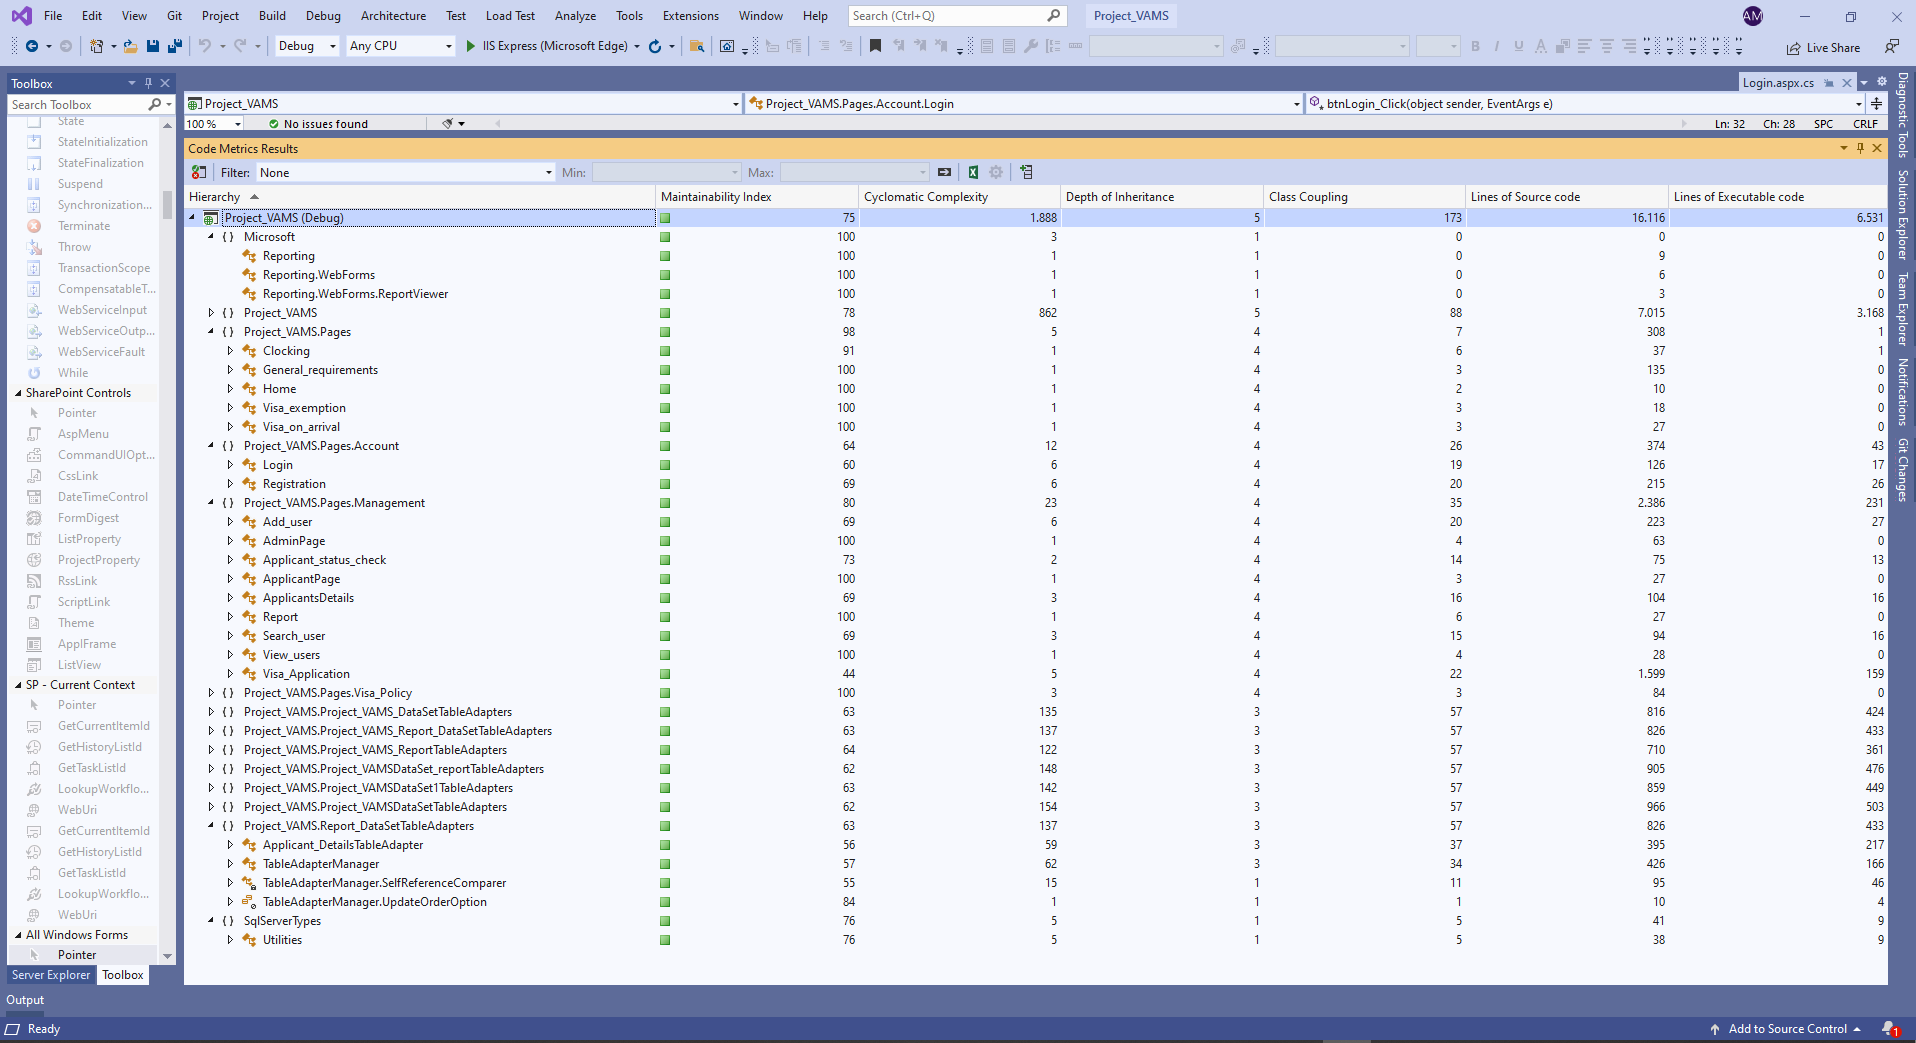 File Edit View Git Project Build Debug Architecture Test Load Test Analyze Tools Extensions Window Help Search (Ctrl+Q) Project_VAMS AM
Debug Any CPU IIS Express (Microsoft Edge) Live Share
Toolbox
Search Toolbox
State
StateInitialization
StateFinalization
Suspend
Synchronization...
Terminate
Throw
TransactionScope
CompensatableT...
WebServiceInput
WebServiceOutp...
WebServiceFault
While
SharePoint Controls
Pointer
AspMenu
CommandUIOpt...
CssLink
DateTimeControl
FormDigest
ListProperty
ProjectProperty
RssLink
ScriptLink
Theme
ApplFrame
ListView
SP - Current Context
Pointer
GetCurrentItemId
GetHistoryListId
GetTaskListId
LookupWorkflo...
WebUri
GetCurrentItemId
GetHistoryListId
GetTaskListId
LookupWorkflo...
WebUri
All Windows Forms
Pointer
Server Explorer Toolbox
Login.aspx.cs
Project_VAMS Project_VAMS.Pages.Account.Login btnLogin_Click(object sender, EventArgs e)
100 % No issues found Ln: 32 Ch: 28 SPC CRLF
Code Metrics Results
Filter: None Min: Max:
Hierarchy Maintainability Index Cyclomatic Complexity Depth of Inheritance Class Coupling Lines of Source code Lines of Executable code
Project_VAMS (Debug) 75 1.888 5 173 16.116 6.531
{ } Microsoft 100 3 1 0 0 0
Reporting 100 1 1 0 9 0
Reporting.WebForms 100 1 1 0 6 0
Reporting.WebForms.ReportViewer 100 1 1 0 3 0
{ } Project_VAMS 78 862 5 88 7.015 3.168
{ } Project_VAMS.Pages 98 5 4 7 308 1
Clocking 91 1 4 6 37 1
General_requirements 100 1 4 3 135 0
Home 100 1 4 2 10 0
Visa_exemption 100 1 4 3 18 0
Visa_on_arrival 100 1 4 3 27 0
{ } Project_VAMS.Pages.Account 64 12 4 26 374 43
Login 60 6 4 19 126 17
Registration 69 6 4 20 215 26
{ } Project_VAMS.Pages.Management 80 23 4 35 2.386 231
Add_user 69 6 4 20 223 27
AdminPage 100 1 4 4 63 0
Applicant_status_check 73 2 4 14 75 13
ApplicantPage 100 1 4 3 27 0
ApplicantsDetails 69 3 4 16 104 16
Report 100 1 4 6 27 0
Search_user 69 3 4 15 94 16
View_users 100 1 4 4 28 0
Visa_Application 44 5 4 22 1.599 159
{ } Project_VAMS.Pages.Visa_Policy 100 3 4 3 84 0
{ } Project_VAMS.Project_VAMS_DataSetTableAdapters 63 135 3 57 816 424
{ } Project_VAMS.Project_VAMS_Report_DataSetTableAdapters 63 137 3 57 826 433
{ } Project_VAMS.Project_VAMS_ReportTableAdapters 64 122 3 57 710 361
{ } Project_VAMS.Project_VAMSDataSet_reportTableAdapters 62 148 3 57 905 476
{ } Project_VAMS.Project_VAMSDataSet1TableAdapters 63 142 3 57 859 449
{ } Project_VAMS.Project_VAMSDataSetTableAdapters 62 154 3 57 966 503
{ } Project_VAMS.Report_DataSetTableAdapters 63 137 3 57 826 433
Applicant_DetailsTableAdapter 56 59 3 37 395 217
TableAdapterManager 57 62 3 34 426 166
TableAdapterManager.SelfReferenceComparer 55 15 1 11 95 46
TableAdapterManager.UpdateOrderOption 84 1 1 1 10 4
{ } SqlServerTypes 76 5 1 5 41 9
Utilities 76 5 1 5 38 9
Diagnostic Tools
Solution Explorer
Team Explorer
Notifications
Git Changes
Output
Ready Add to Source Control 1